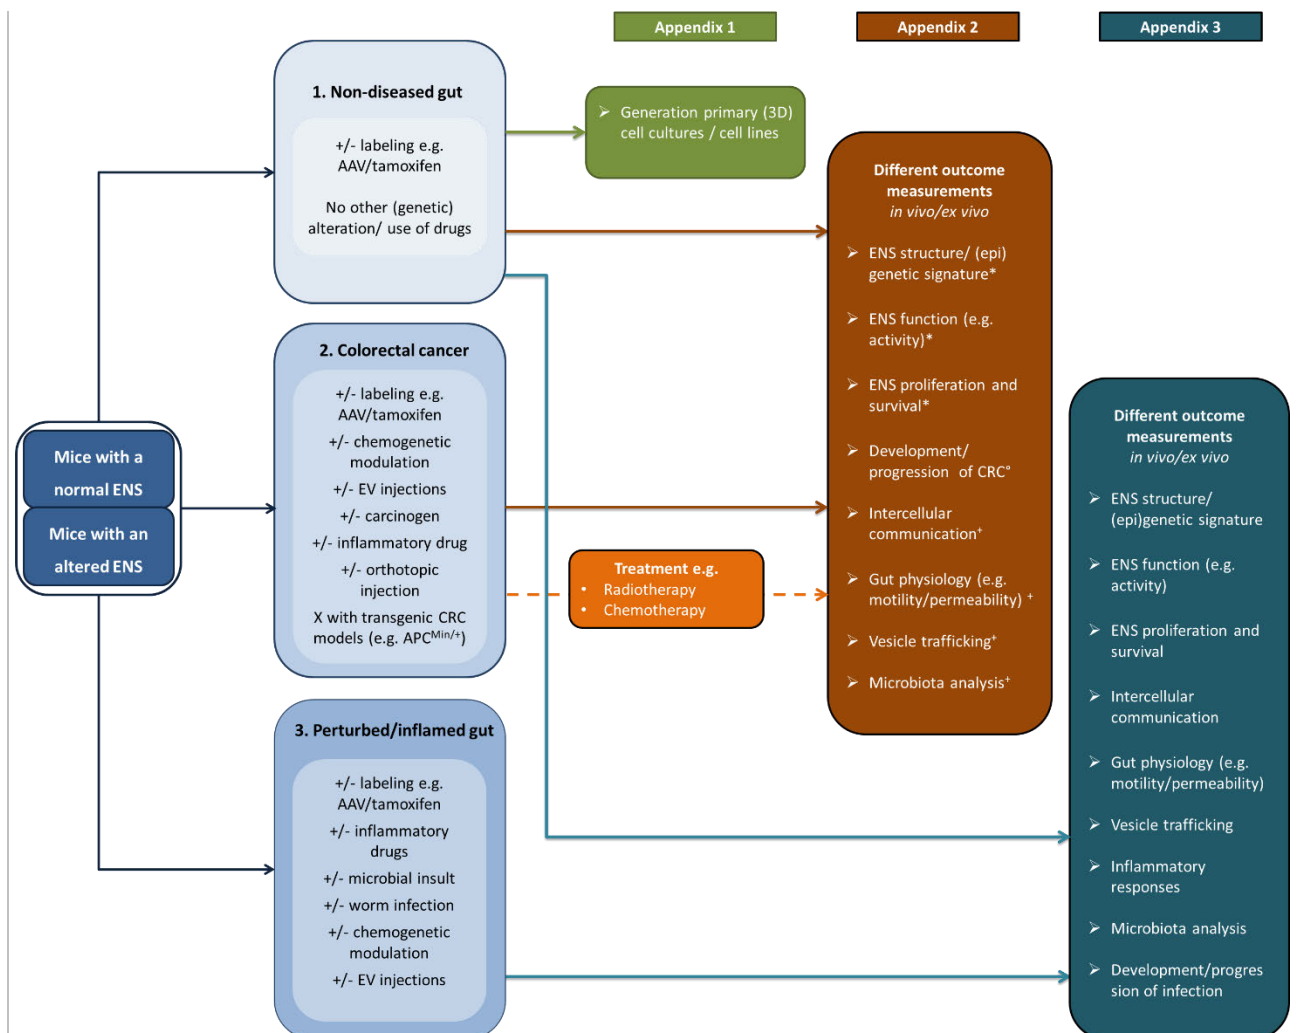 Appendix 1
Appendix 2
Appendix 3
Mice with a
normal ENS
Mice with an
altered ENS
1. Non-diseased gut
+/- labeling e.g.
AAV/tamoxifen
No other (genetic)
alteration/ use of drugs
2. Colorectal cancer
+/- labeling e.g.
AAV/tamoxifen
+/- chemogenetic
modulation
+/- EV injections
+/- carcinogen
+/- inflammatory drug
+/- orthotopic
injection
X with transgenic CRC
models (e.g. APC^Min/+)
3. Perturbed/inflamed gut
+/- labeling e.g.
AAV/tamoxifen
+/- inflammatory
drugs
+/- microbial insult
+/- worm infection
+/- chemogenetic
modulation
+/- EV injections
➢ Generation primary (3D)
cell cultures / cell lines
Treatment e.g.
• Radiotherapy
• Chemotherapy
Different outcome
measurements
in vivo/ex vivo
➢ ENS structure/ (epi)
genetic signature*
➢ ENS function (e.g.
activity)*
➢ ENS proliferation and
survival*
➢ Development/
progression of CRC°
➢ Intercellular
communication⁺
➢ Gut physiology (e.g.
motility/permeability) ⁺
➢ Vesicle trafficking⁺
➢ Microbiota analysis⁺
Different outcome
measurements
in vivo/ex vivo
➢ ENS structure/
(epi)genetic signature
➢ ENS function (e.g.
activity)
➢ ENS proliferation and
survival
➢ Intercellular
communication
➢ Gut physiology (e.g.
motility/permeability)
➢ Vesicle trafficking
➢ Inflammatory
responses
➢ Microbiota analysis
➢ Development/progres
sion of infection